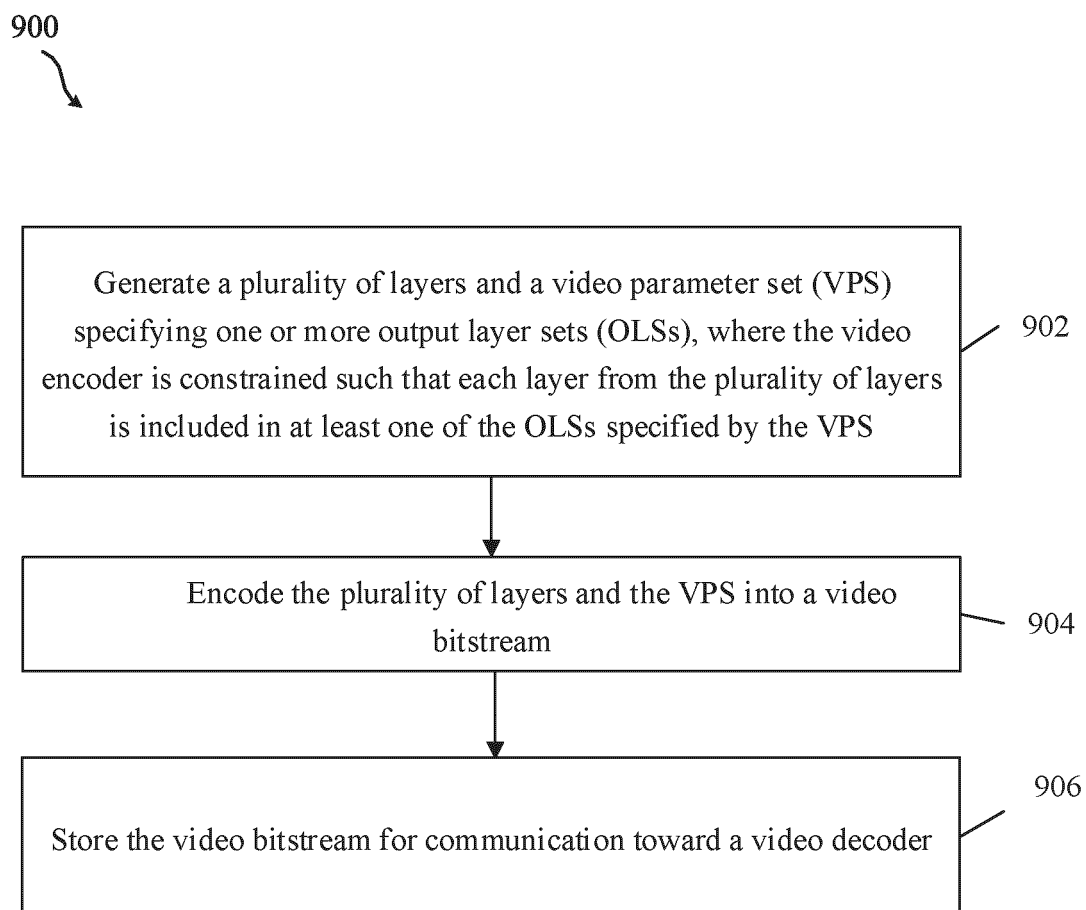 900
Generate a plurality of layers and a video parameter set (VPS)
specifying one or more output layer sets (OLSs), where the video
encoder is constrained such that each layer from the plurality of layers
is included in at least one of the OLSs specified by the VPS
902
Encode the plurality of layers and the VPS into a video
bitstream
904
Store the video bitstream for communication toward a video decoder
906